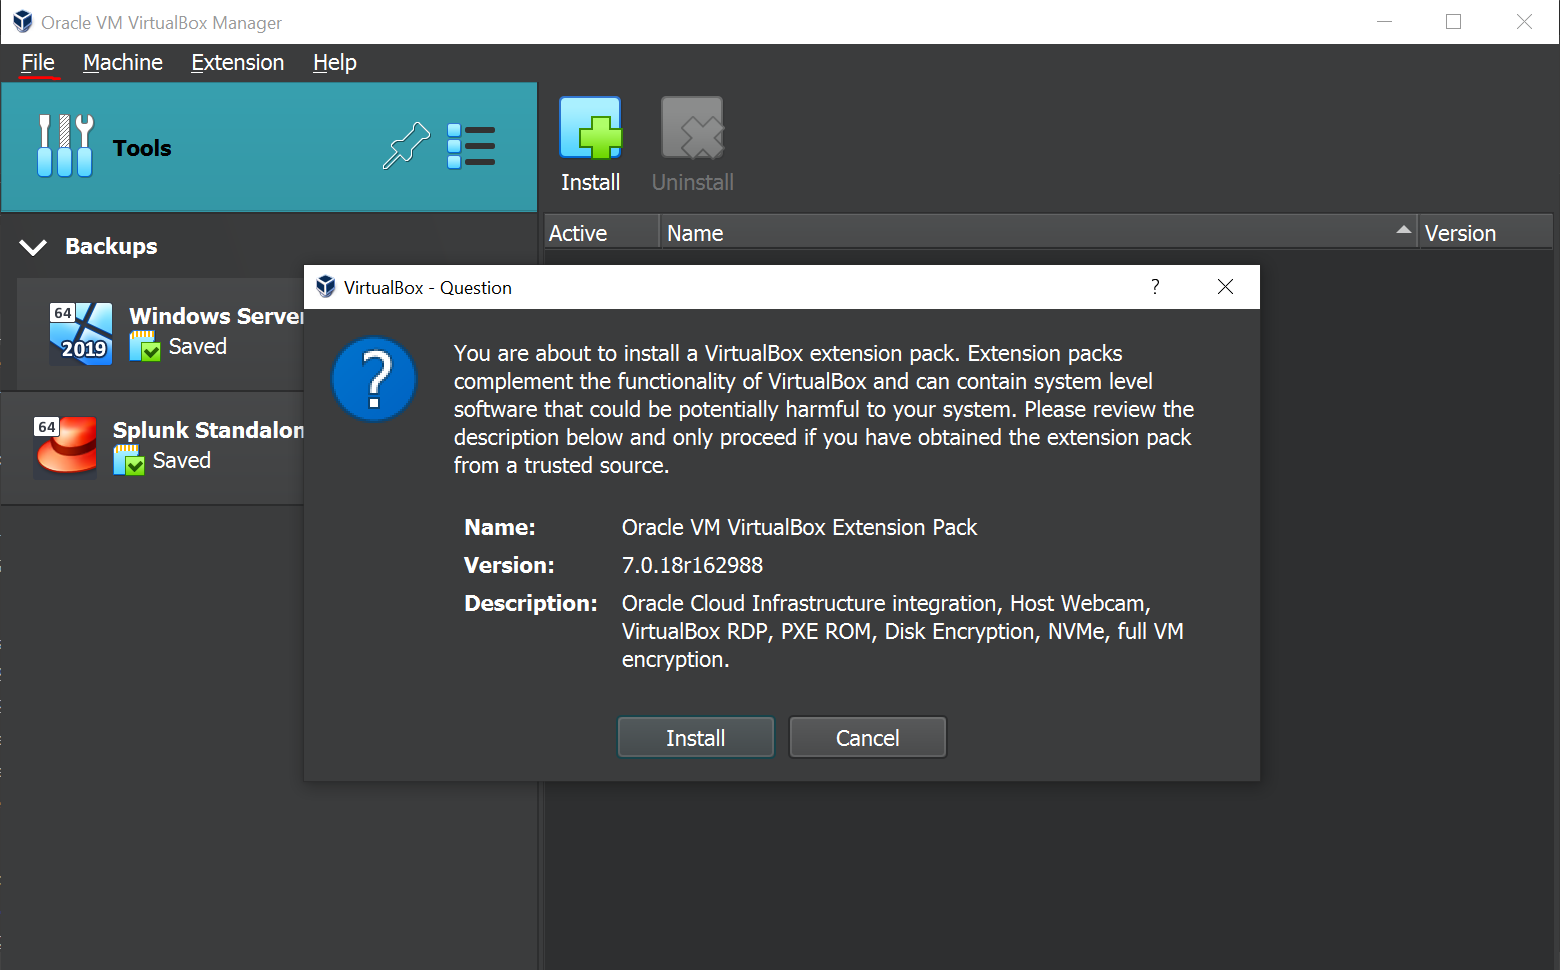 Oracle VM VirtualBox Manager
File Machine Extension Help
Tools
Install Uninstall
Active Name Version
Backups
64
2019
Windows Server
Saved
64
Splunk Standalon
Saved
VirtualBox - Question
?
You are about to install a VirtualBox extension pack. Extension packs
complement the functionality of VirtualBox and can contain system level
software that could be potentially harmful to your system. Please review the
description below and only proceed if you have obtained the extension pack
from a trusted source.
Name: Oracle VM VirtualBox Extension Pack
Version: 7.0.18r162988
Description: Oracle Cloud Infrastructure integration, Host Webcam,
VirtualBox RDP, PXE ROM, Disk Encryption, NVMe, full VM
encryption.
Install Cancel